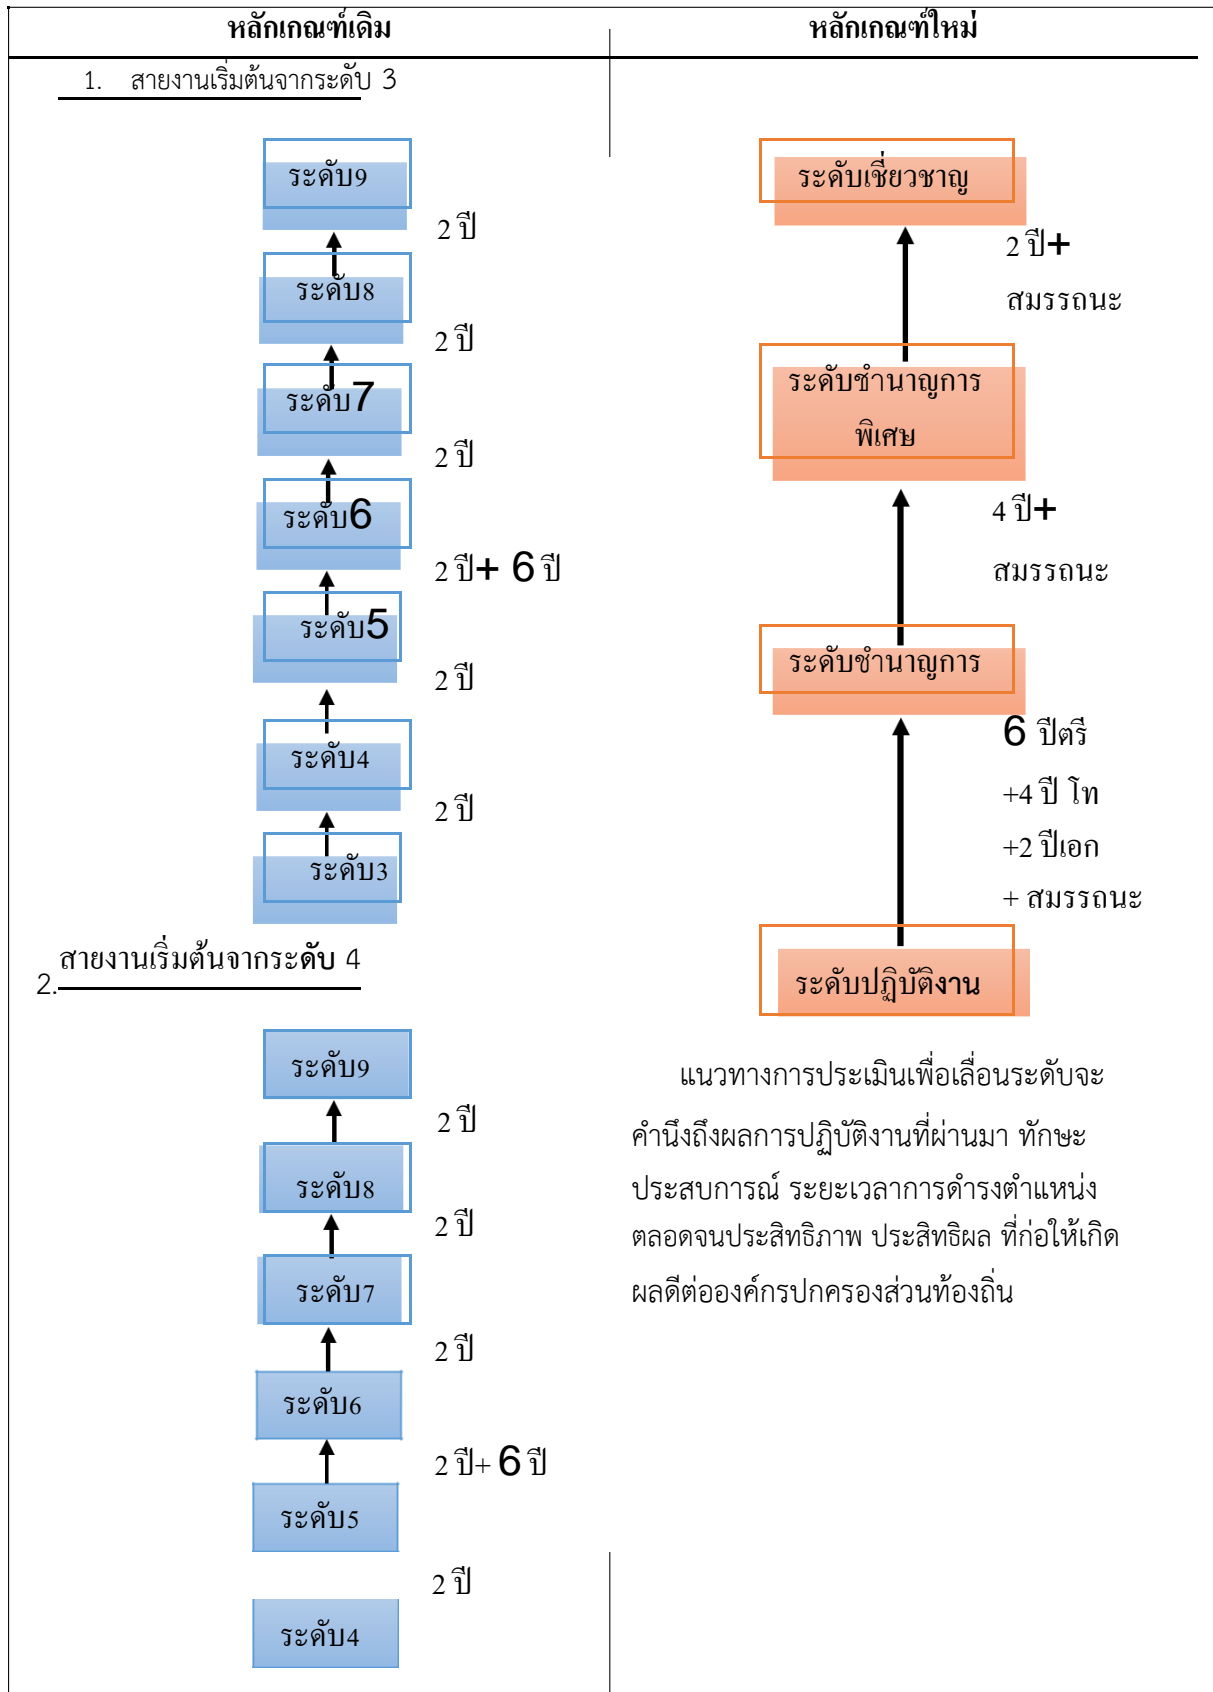 หลักเกณฑ์เดิม
หลักเกณฑ์ใหม่
1. สายงานเริ่มต้นจากระดับ 3
ระดับ9
2 ปี
ระดับ8
2 ปี
ระดับ7
2 ปี
ระดับ6
2 ปี+ 6 ปี
ระดับ5
2 ปี
ระดับ4
2 ปี
ระดับ3
2. สายงานเริ่มต้นจากระดับ 4
ระดับ9
2 ปี
ระดับ8
2 ปี
ระดับ7
2 ปี
ระดับ6
2 ปี+ 6 ปี
ระดับ5
2 ปี
ระดับ4
ระดับเชี่ยวชาญ
2 ปี+
สมรรถนะ
ระดับชำนาญการ
พิเศษ
4 ปี+
สมรรถนะ
ระดับชำนาญการ
6 ปีตรี
+4 ปี โท
+2 ปีเอก
+ สมรรถนะ
ระดับปฏิบัติงาน
แนวทางการประเมินเพื่อเลื่อนระดับจะ
คำนึงถึงผลการปฏิบัติงานที่ผ่านมา ทักษะ
ประสบการณ์ ระยะเวลาการดำรงตำแหน่ง
ตลอดจนประสิทธิภาพ ประสิทธิผล ที่ก่อให้เกิด
ผลดีต่อองค์กรปกครองส่วนท้องถิ่น